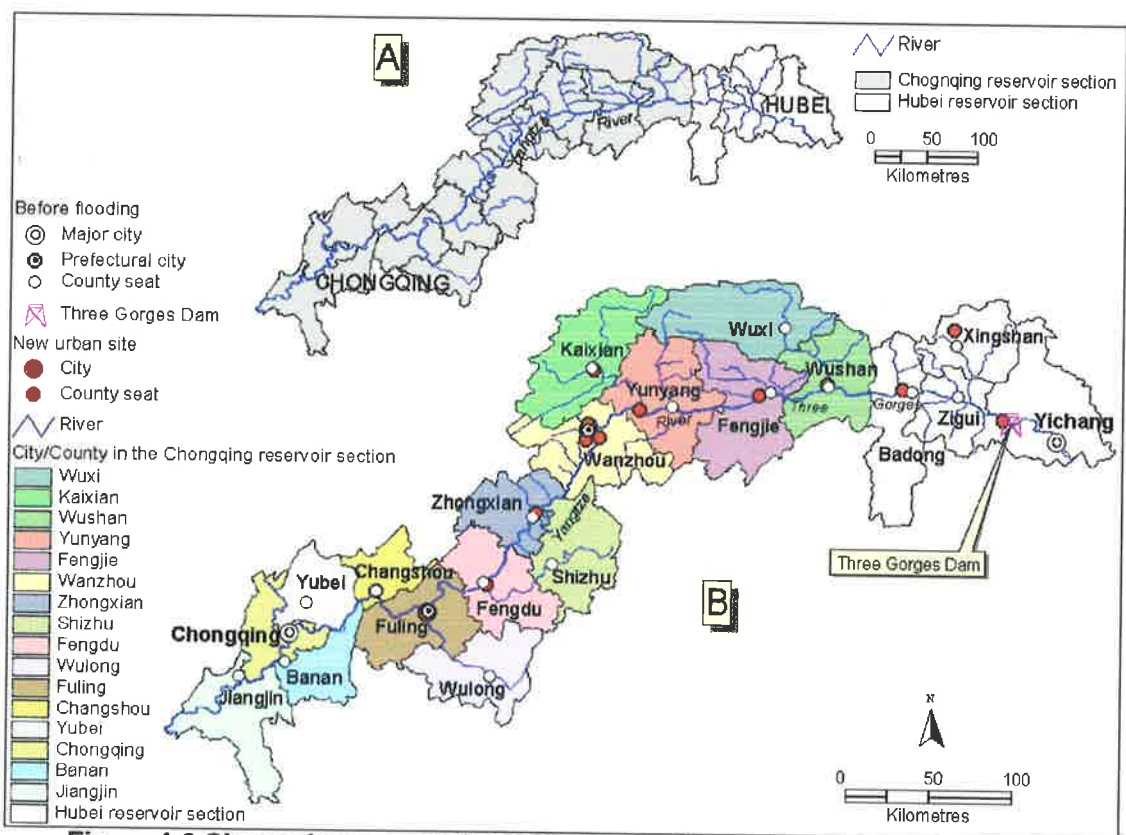 A
River
Chognqing reservoir section
Hubei reservoir section
0 50 100
Kilometres
HUBEI
River
Yangtze
CHONGQING
Before flooding
Major city
Prefectural city
County seat
Three Gorges Dam
New urban site
City
County seat
River
City/County in the Chongqing reservoir section
Wuxi
Kaixian
Wushan
Yunyang
Fengjie
Wanzhou
Zhongxian
Shizhu
Fengdu
Wulong
Fuling
Changshou
Yubei
Chongqing
Banan
Jiangjin
Hubei reservoir section
Wuxi
Xingshan
Kaixian
Wushan
Yunyang
Three
Gorges
River
Fengjie
Zigui
Yichang
Wanzhou
Badong
Zhongxian
Yangtze
Three Gorges Dam
Shizhu
Changshou
Yubei
Fengdu
B
Fuling
Chongqing
Banan
Wulong
Jiangjin
N
0 50 100
Kilometres